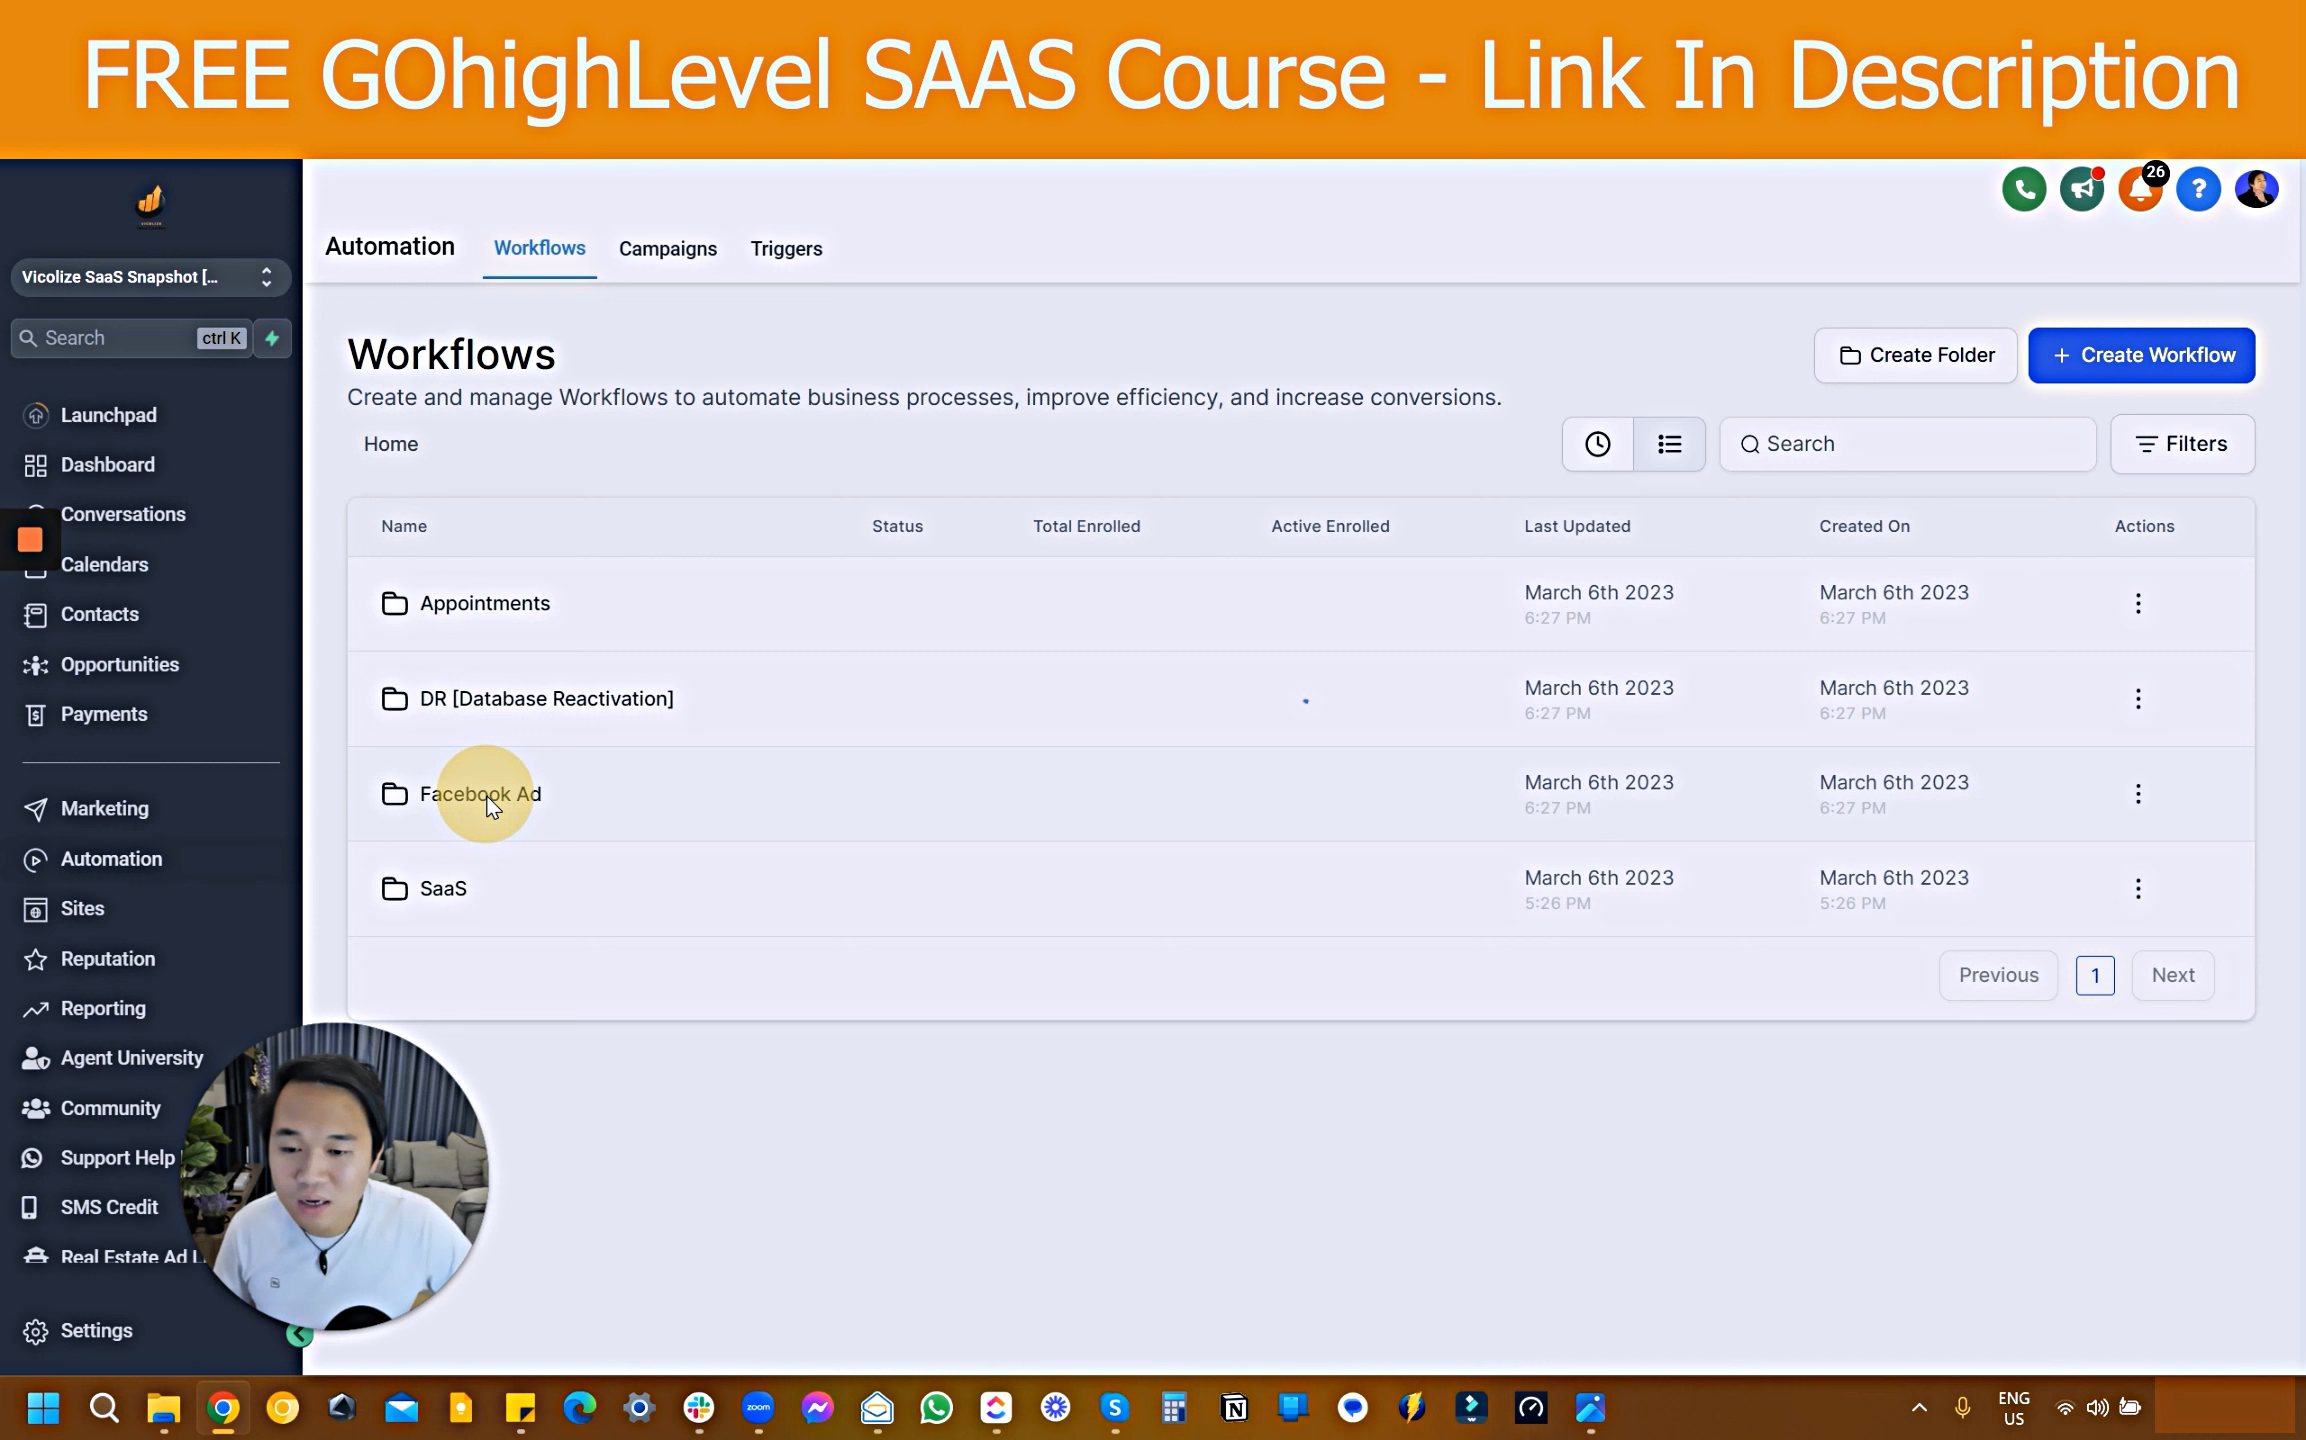 FREE GOhighLevel SAAS Course - Link In Description
26
Automation
Workflows
Campaigns
Triggers
Vicolize SaaS Snapshot [...
Search
ctrl K
Launchpad
Dashboard
Conversations
Calendars
Contacts
Opportunities
Payments
Marketing
Automation
Sites
Reputation
Reporting
Agent University
Community
Support Help
SMS Credit
Real Estate Ad
Settings
Workflows
Create and manage Workflows to automate business processes, improve efficiency, and increase conversions.
Create Folder
+ Create Workflow
Home
Search
Filters
Name Status Total Enrolled Active Enrolled Last Updated Created On Actions
Appointments March 6th 2023 March 6th 2023
6:27 PM 6:27 PM
DR [Database Reactivation] March 6th 2023 March 6th 2023
6:27 PM 6:27 PM
Facebook Ad March 6th 2023 March 6th 2023
6:27 PM 6:27 PM
SaaS March 6th 2023 March 6th 2023
5:26 PM 5:26 PM
Previous 1 Next
zoom
ENG
US